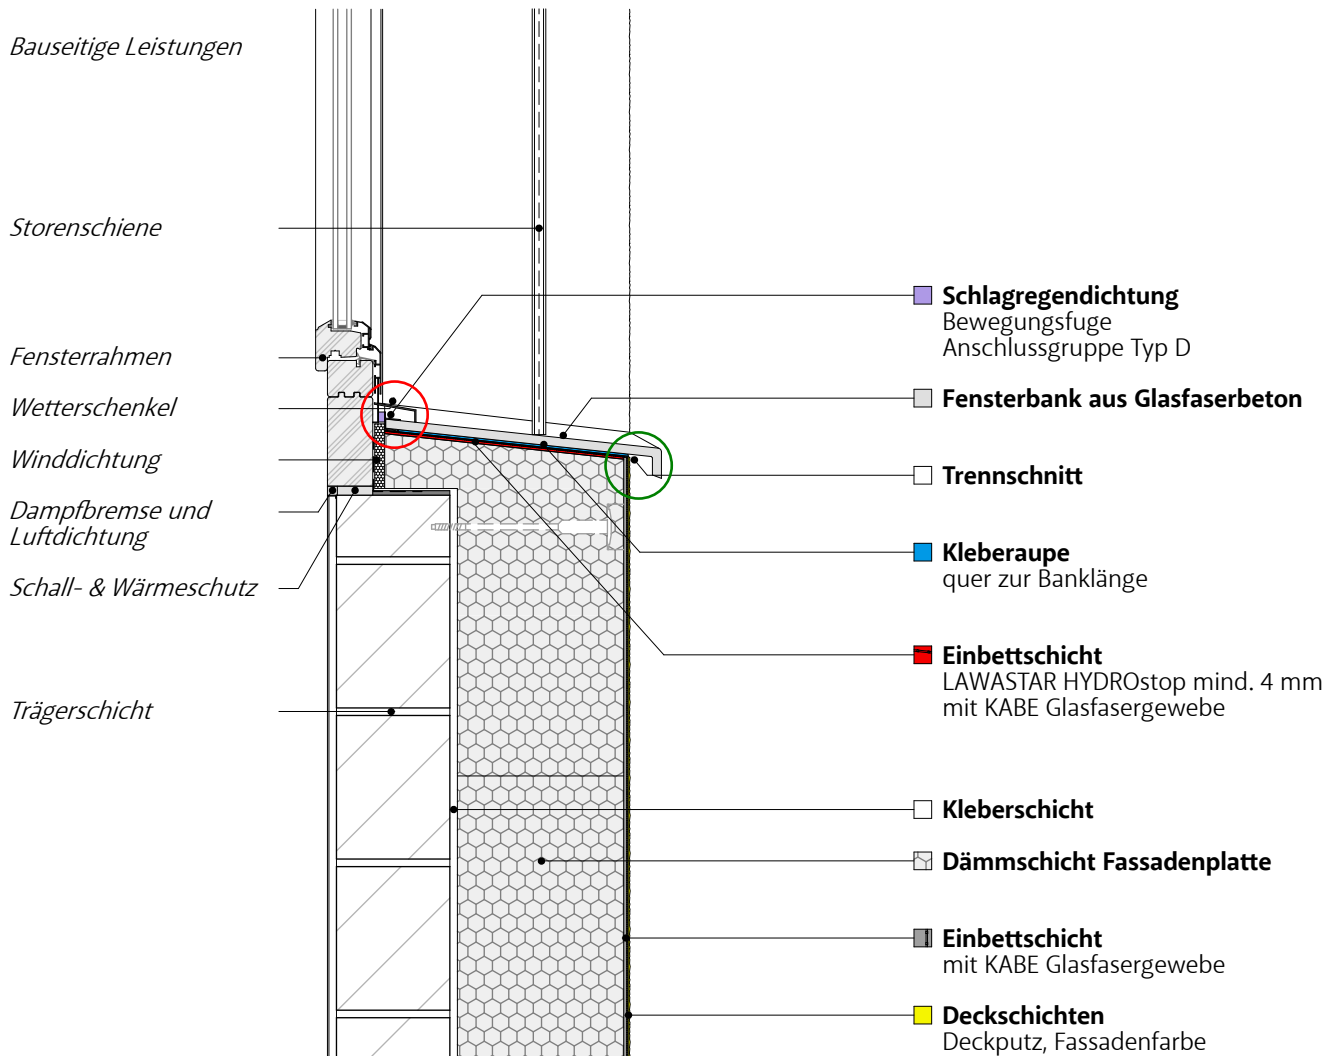 Bauseitige Leistungen
Storenschiene
Fensterrahmen
Wetterschenkel
Winddichtung
Dampfbremse und
Luftdichtung
Schall- & Wärmeschutz
Trägerschicht
Schlagregendichtung
Bewegungsfuge
Anschlussgruppe Typ D
Fensterbank aus Glasfaserbeton
Trennschnitt
Kleberaupe
quer zur Banklänge
Einbettschicht
LAWASTAR HYDROstop mind. 4 mm
mit KABE Glasfasergewebe
Kleberschicht
Dämmschicht Fassadenplatte
Einbettschicht
mit KABE Glasfasergewebe
Deckschichten
Deckputz, Fassadenfarbe